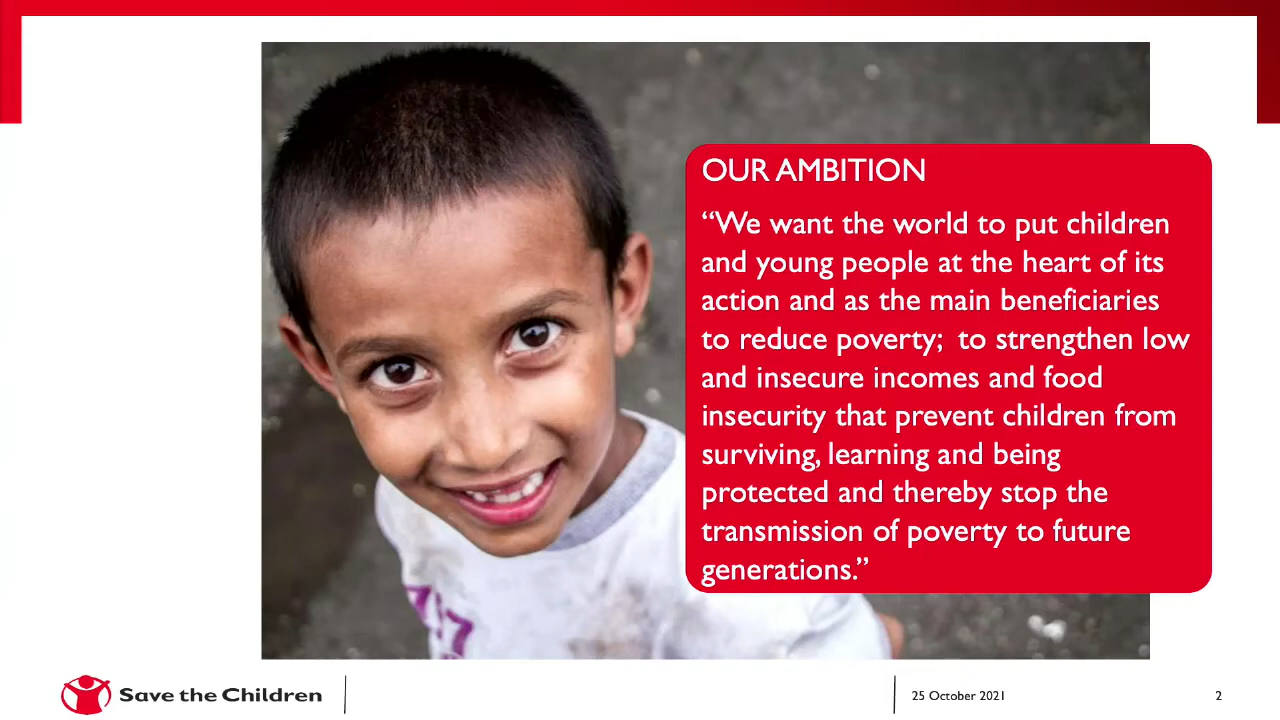 OUR AMBITION
“We want the world to put children
and young people at the heart of its
action and as the main beneficiaries
to reduce poverty;  to strengthen low
and insecure incomes and food
insecurity that prevent children from
surviving, learning and being
protected and thereby stop the
transmission of poverty to future
generations.”
Save the Children
25 October 2021
2